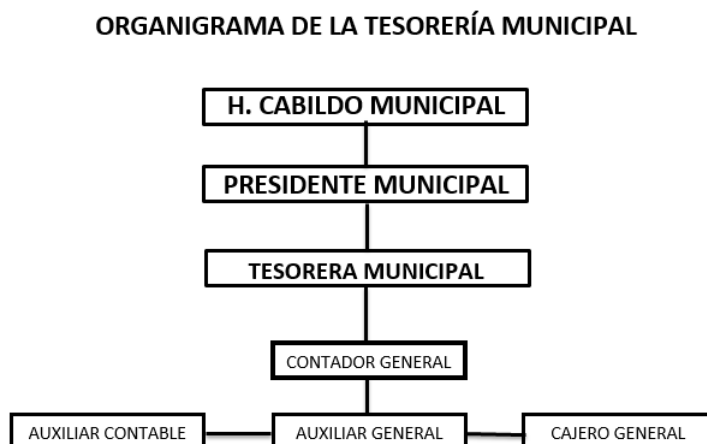 ORGANIGRAMA DE LA TESORERÍA MUNICIPAL
H. CABILDO MUNICIPAL
PRESIDENTE MUNICIPAL
TESORERA MUNICIPAL
CONTADOR GENERAL
AUXILIAR CONTABLE
AUXILIAR GENERAL
CAJERO GENERAL